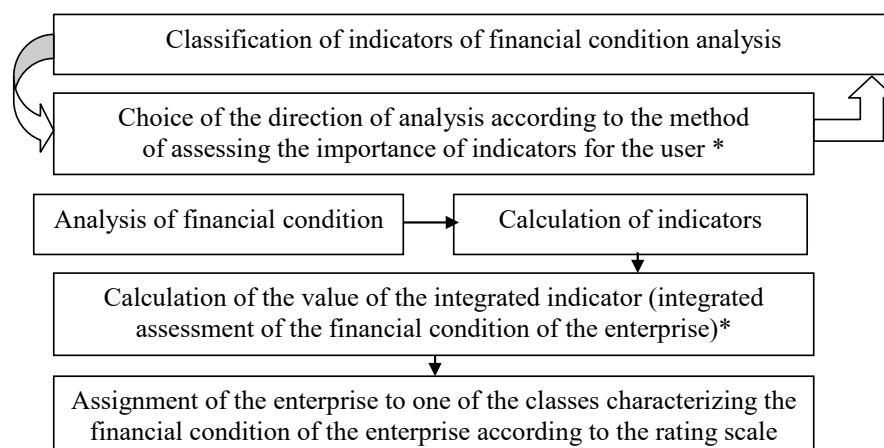 Classification of indicators of financial condition analysis
Choice of the direction of analysis according to the method
of assessing the importance of indicators for the user *
Analysis of financial condition
Calculation of indicators
Calculation of the value of the integrated indicator (integrated
assessment of the financial condition of the enterprise)*
Assignment of the enterprise to one of the classes characterizing the
financial condition of the enterprise according to the rating scale